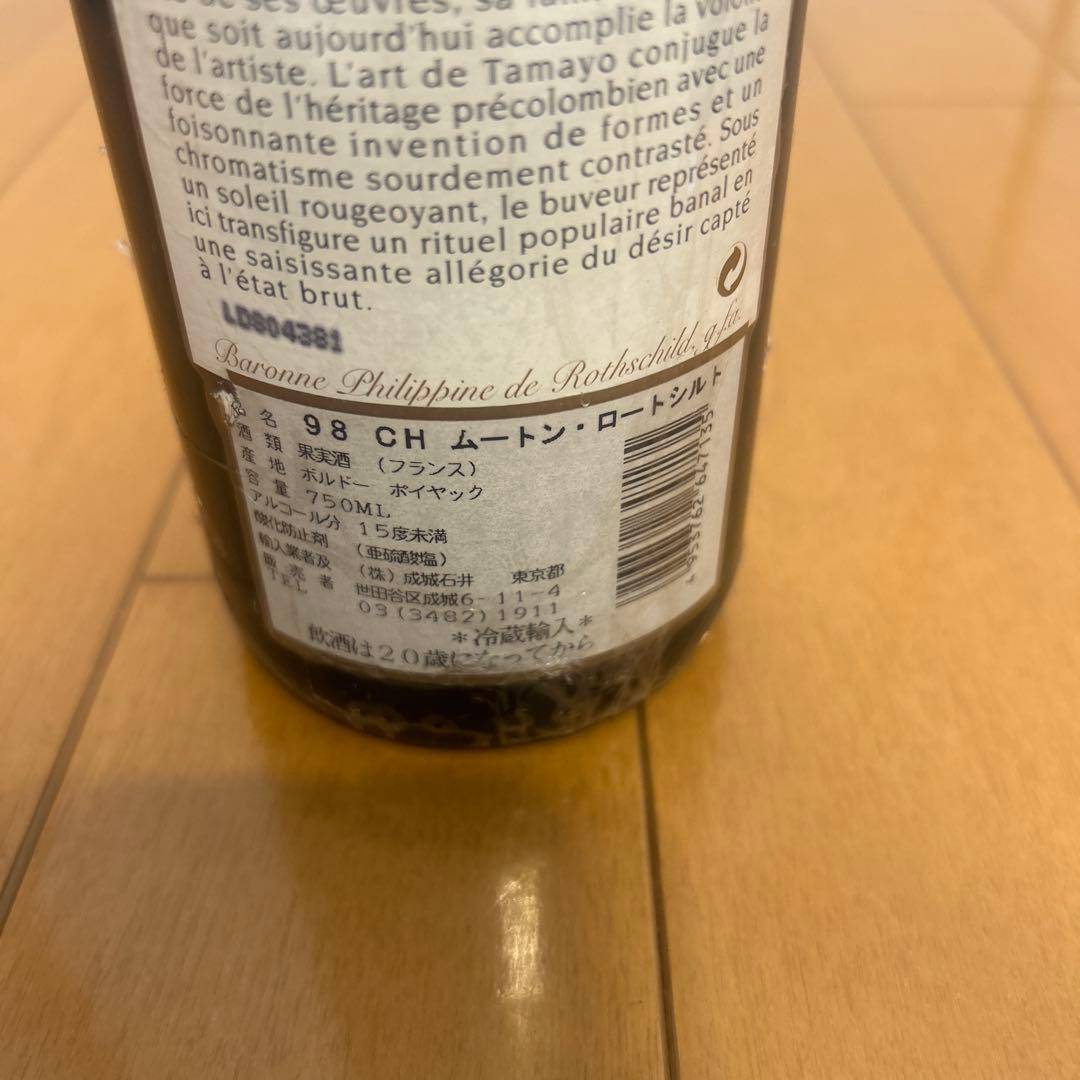 de ses œuvres, sa
que soit aujourd'hui accomplie la
de l'artiste. L'art de Tamayo conjugue la
force de l'héritage précolombien avec une
foisonnante invention de formes et un
chromatisme sourdement contrasté. Sous
un soleil rougeoyant, le buveur représenté
ici transfigure un rituel populaire banal en
une saisissante allégorie du désir capté
à l'état brut.
LDS04381
Baronne Philippine de Rothschild, g.f.a.
名 98 CH ムートン・ロートシルト
酒類 果実酒 (フランス)
産地 ボルドー ポイヤック
容量 750ML
アルコール分 15度未満
酸化防止剤 (亜硫酸塩)
輸入業者及 (株)成城石井 東京都
販売者 世田谷区成城6-11-4
TEL 03(3482)1911
*冷蔵輸入*
飲酒は20歳になってから
4 953762 647135